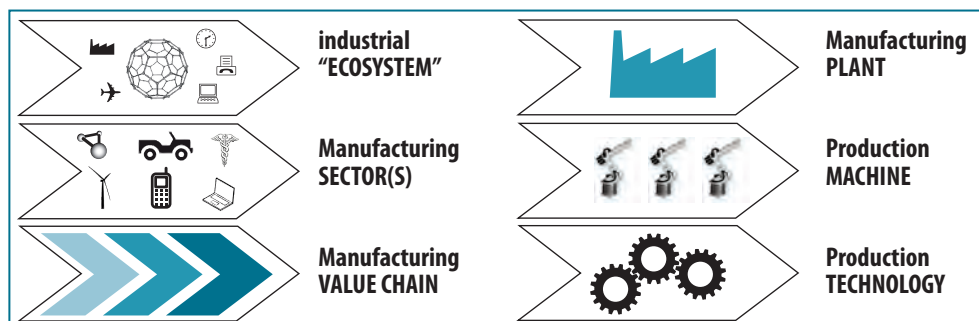 industrial
“ECOSYSTEM”
Manufacturing
SECTOR(S)
Manufacturing
VALUE CHAIN
Manufacturing
PLANT
Production
MACHINE
Production
TECHNOLOGY